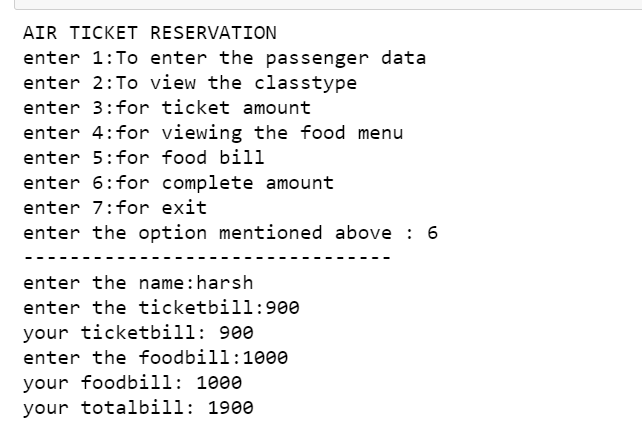 AIR TICKET RESERVATION
enter 1:To enter the passenger data
enter 2:To view the classtype
enter 3:for ticket amount
enter 4:for viewing the food menu
enter 5:for food bill
enter 6:for complete amount
enter 7:for exit
enter the option mentioned above : 6
--------------------------------
enter the name:harsh
enter the ticketbill:900
your ticketbill: 900
enter the foodbill:1000
your foodbill: 1000
your totalbill: 1900